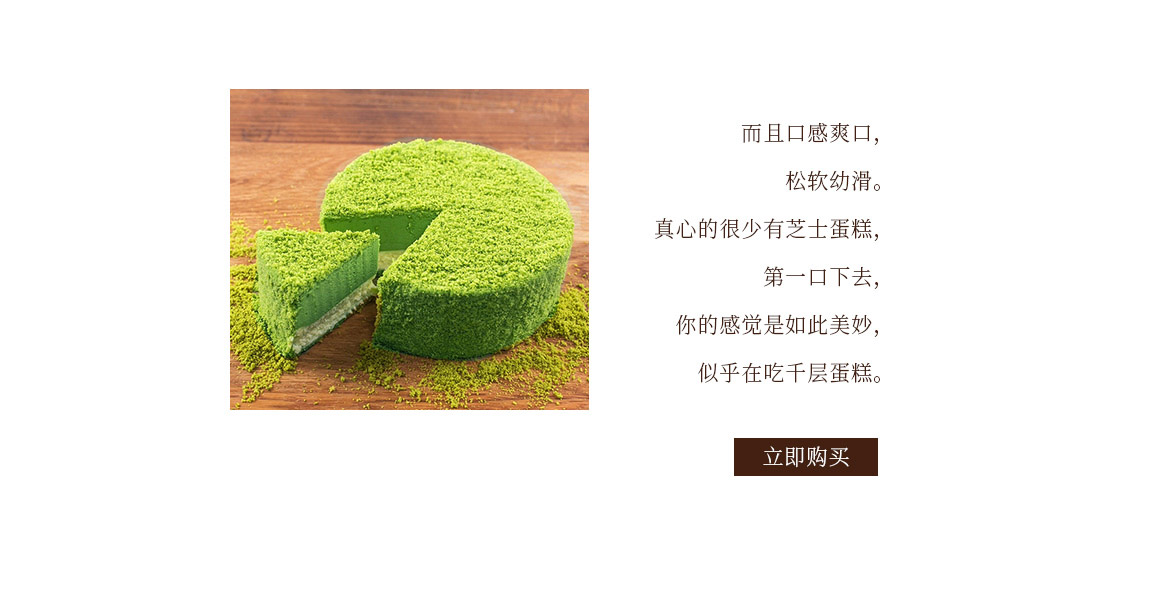 而且口感爽口，
松软幼滑。
真心的很少有芝士蛋糕，
第一口下去，
你的感觉是如此美妙，
似乎在吃千层蛋糕。
立即购买